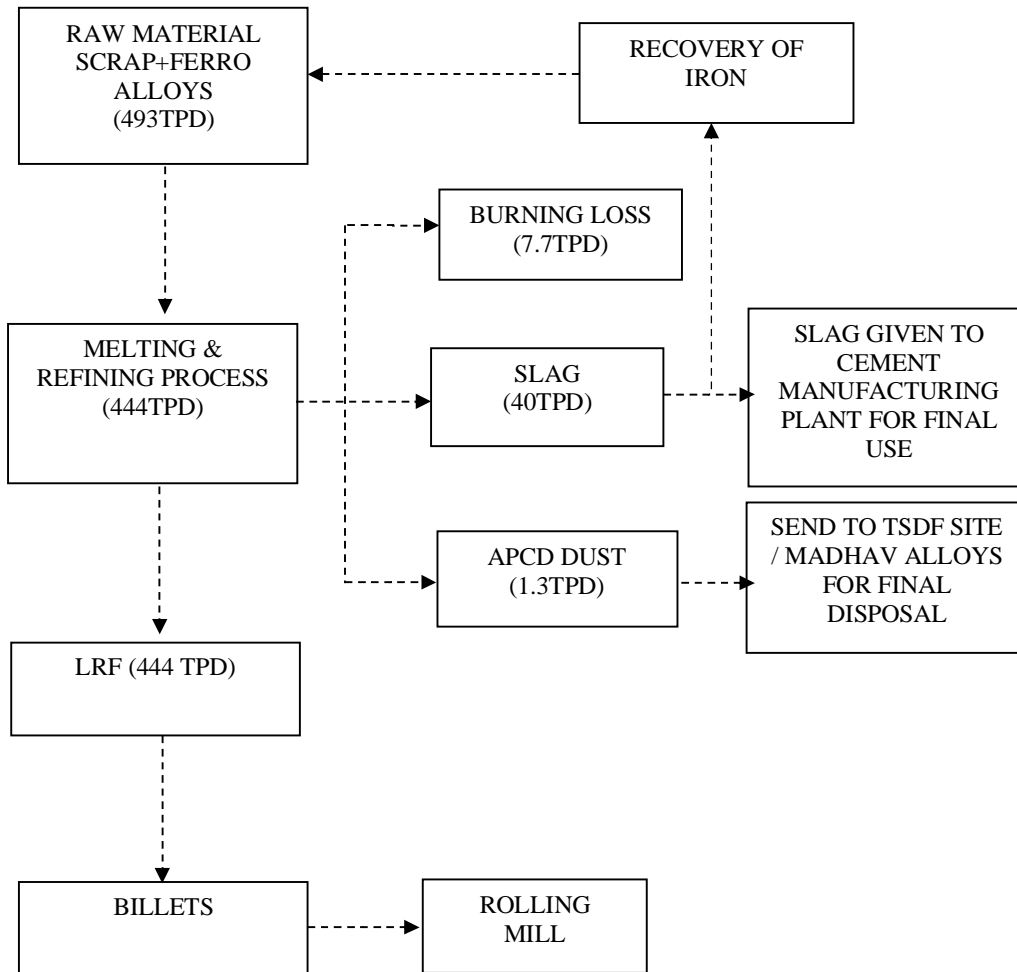 RAW MATERIAL
SCRAP+FERRO
ALLOYS
(493TPD)
RECOVERY OF
IRON
BURNING LOSS
(7.7TPD)
MELTING &
REFINING PROCESS
(444TPD)
SLAG
(40TPD)
SLAG GIVEN TO
CEMENT
MANUFACTURING
PLANT FOR FINAL
USE
APCD DUST
(1.3TPD)
SEND TO TSDF SITE
/ MADHAV ALLOYS
FOR FINAL
DISPOSAL
LRF (444 TPD)
BILLETS
ROLLING
MILL